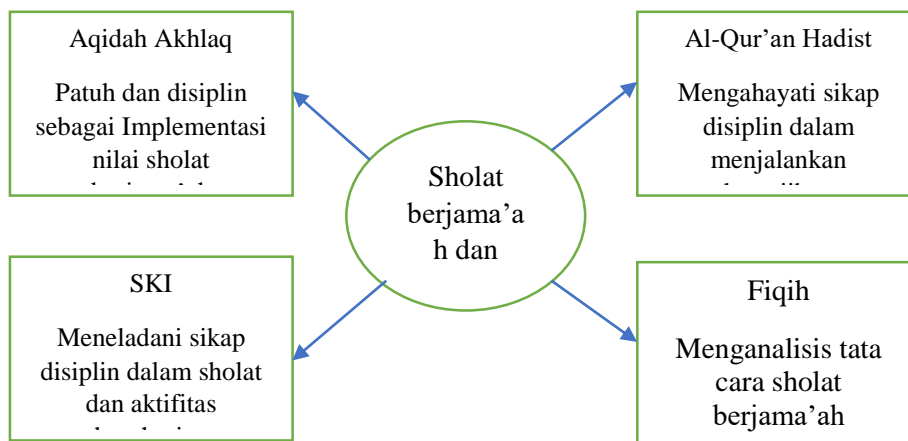 Aqidah Akhlaq
Patuh dan disiplin
sebagai Implementasi
nilai sholat
Al-Qur’an Hadist
Mengahayati sikap
disiplin dalam
menjalankan
Sholat
berjama’a
h dan
SKI
Meneladani sikap
disiplin dalam sholat
dan aktifitas
Fiqih
Menganalisis tata
cara sholat
berjama’ah